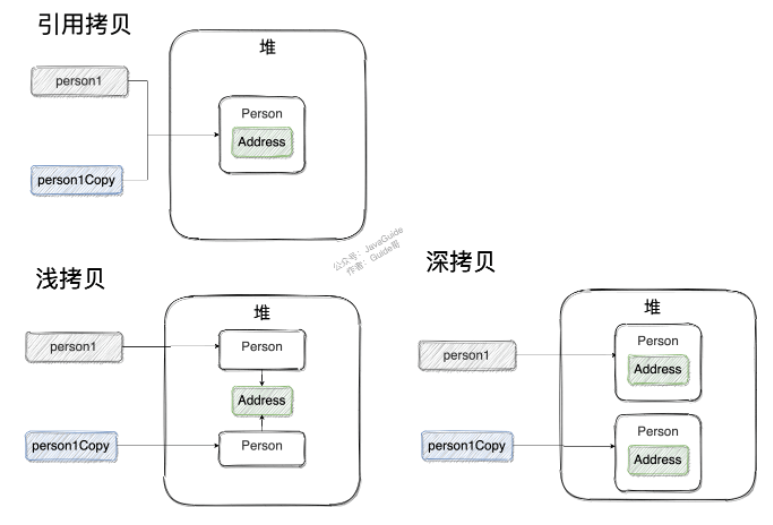 引用拷贝
堆
person1
Person
Address
person1Copy
公众号：JavaGuide
作者：Guide哥
浅拷贝
堆
person1
Person
Address
person1Copy
Person
深拷贝
堆
person1
Person
Address
person1Copy
Person
Address